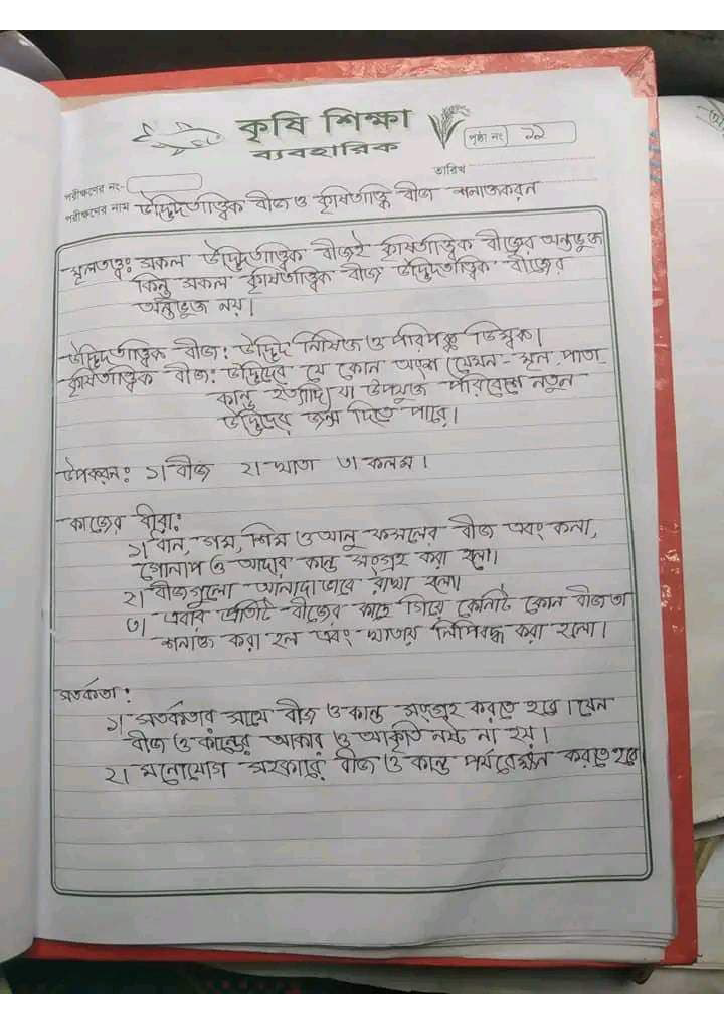 কৃষি শিক্ষা
ব্যবহারিক
পৃষ্ঠা নং ১১
তারিখ
পরীক্ষণের নং-
পরীক্ষণের নাম উদ্ভিদতাত্ত্বিক বীজ ও কৃষিতাত্ত্বিক বীজ শনাক্তকরন
মূলতত্ত্ব: সকল উদ্ভিদতাত্ত্বিক বীজই কৃষিতাত্ত্বিক বীজের অন্তভুক্ত
কিন্তু সকল কৃষিতাত্ত্বিক বীজ উদ্ভিদতাত্ত্বিক বীজের
অন্তভুক্ত নয়।
উদ্ভিদতাত্ত্বিক বীজ: উদ্ভিদ নিষিক্ত ও পরিপক্ক ডিম্বক।
কৃষিতাত্ত্বিক বীজ: উদ্ভিদের যে কোন অংশ (যেমন- মূল, পাতা,
কান্ড ইত্যাদি) যা উপযুক্ত পরিবেশে নতুন
উদ্ভিদের জন্ম দিতে পারে।
উপকরন: ১। বীজ ২। খাতা ৩। কলম।
কাজের ধারা:
১। ধান, গম, শিম ও আলু ফসলের বীজ এবং কলা,
গোলাপ ও আদার কান্ড সংগ্রহ করা হলো।
২। বীজগুলো আলাদাভাবে রাখা হলো।
৩। এবার প্রতিটি বীজের কাছে গিয়ে কোনটি কোন বীজ তা
শনাক্ত করা হল এবং খাতায় লিপিবদ্ধ করা হলো।
সতর্কতা:
১। সতর্কতার সাথে বীজ ও কান্ড সংগ্রহ করতে হবে। যেন
বীজ ও কান্ডের আকার ও আকৃতি নষ্ট না হয়।
২। মনোযোগ সহকারে বীজ ও কান্ড পর্যবেক্ষন করতে হবে